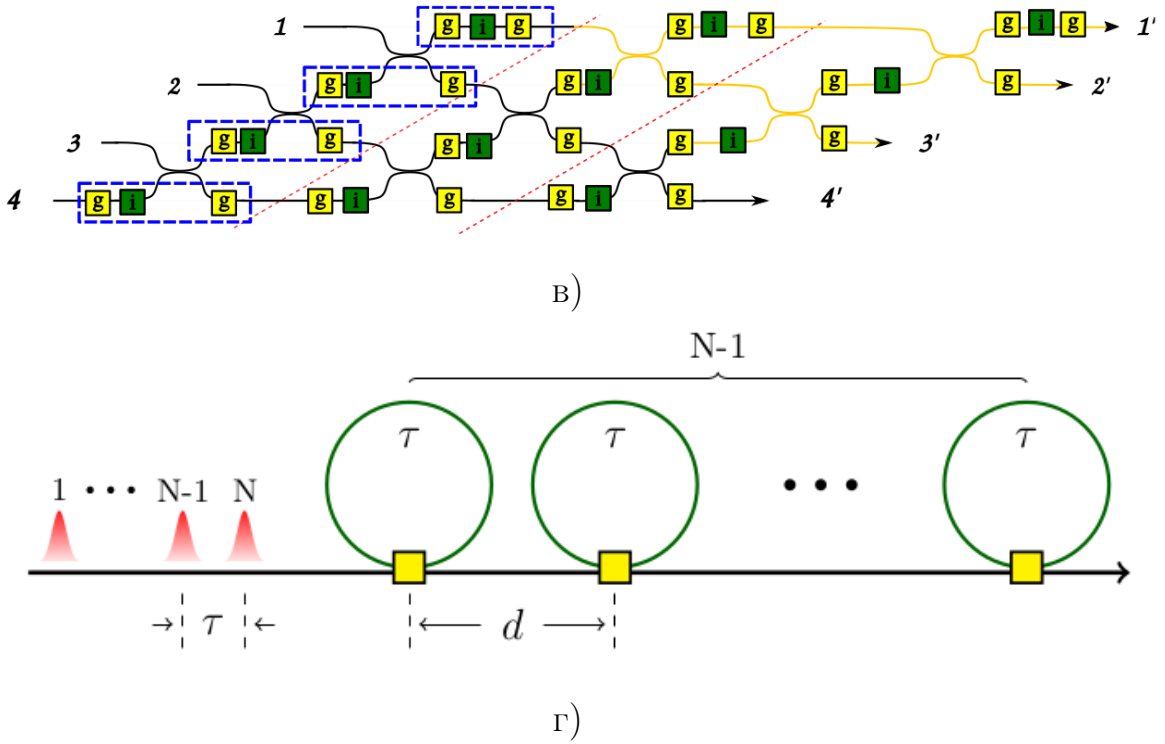 1 g i g g i g g i g 1'
2 g i g g i g g i g 2'
3 g i g g i g g i g 3'
4 g i g g i g g i g 4'
в)
N-1
τ τ τ
1 ··· N-1 N ···
τ d
г)